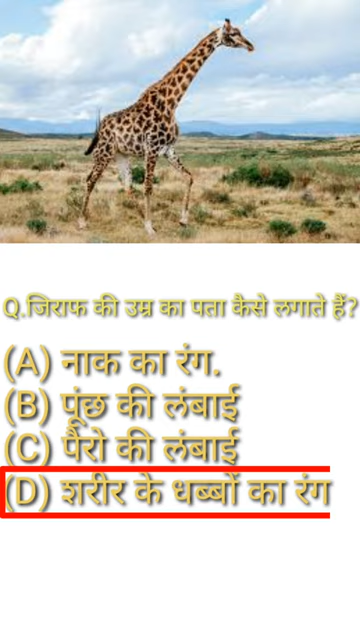 Q.जिराफ की उम्र का पता कैसे लगाते हैं?
(A) नाक का रंग.
(B) पूंछ की लंबाई
(C) पैरो की लंबाई
(D) शरीर के धब्बों का रंग